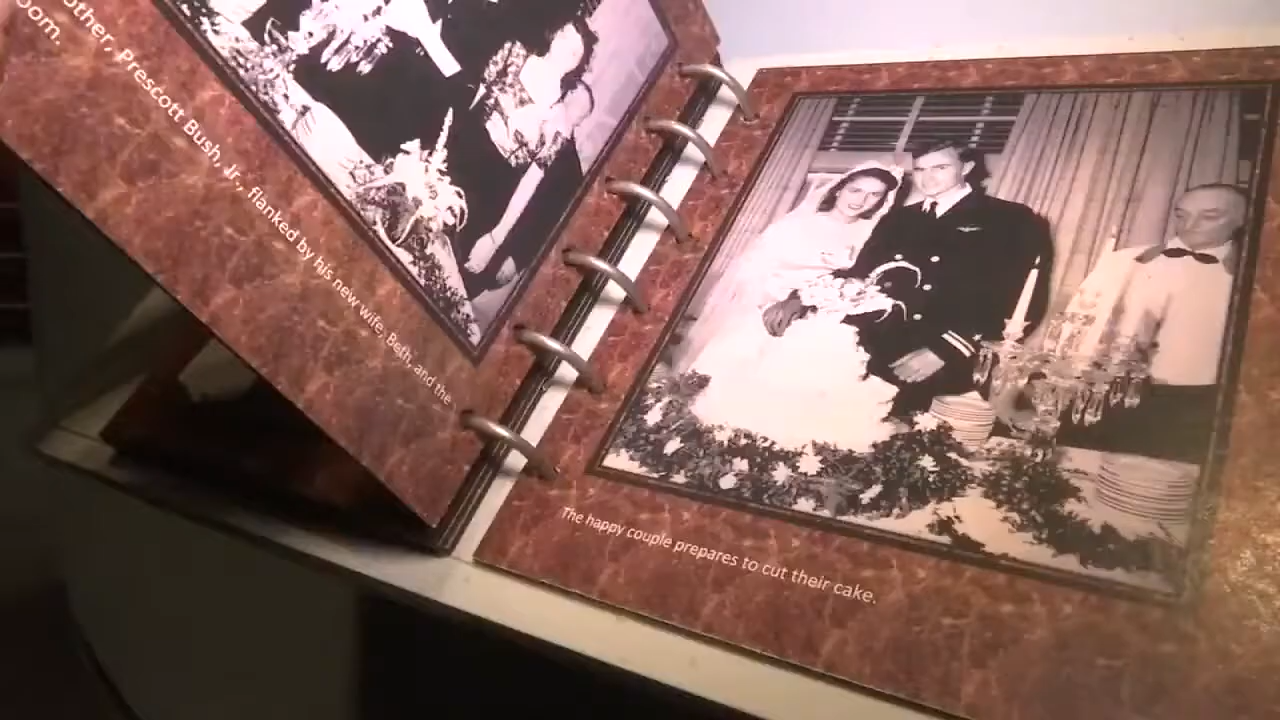 other, Prescott Bush, Jr., flanked by his new wife, Beth, and the
oom.
The happy couple prepares to cut their cake.